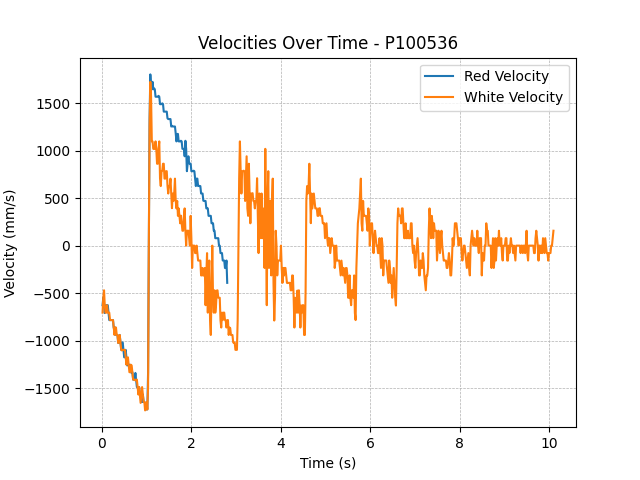 Velocities Over Time - P100536
Red Velocity
White Velocity
Velocity (mm/s)
1500
1000
500
0
−500
−1000
−1500
0 2 4 6 8 10
Time (s)